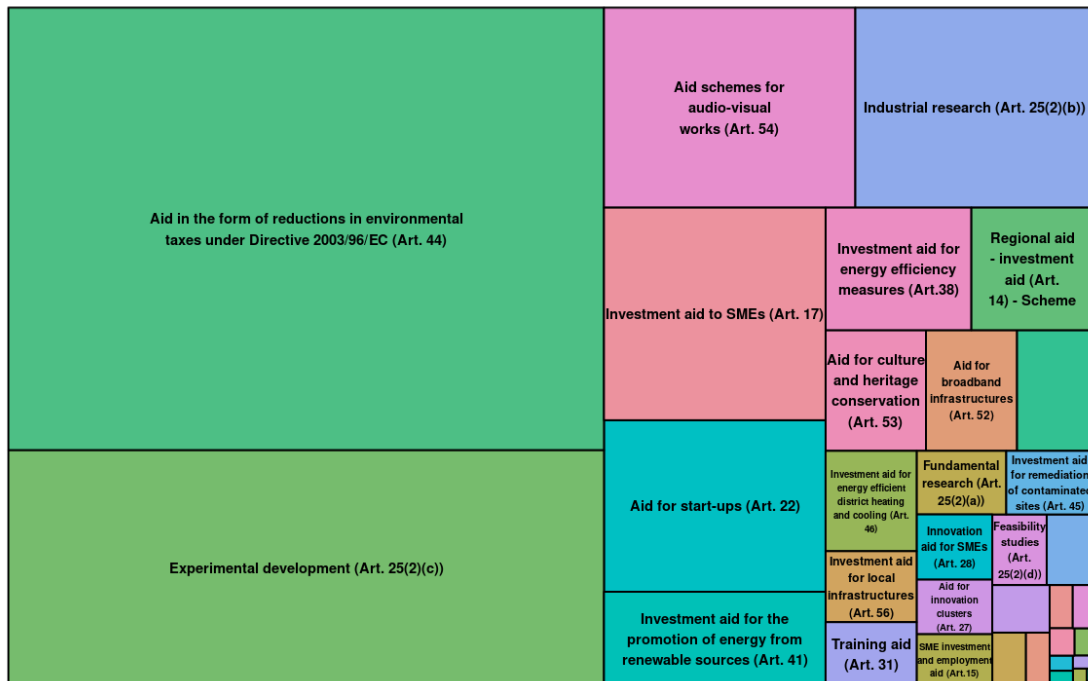 Aid in the form of reductions in environmental
taxes under Directive 2003/96/EC (Art. 44)
Experimental development (Art. 25(2)(c))
Aid schemes for
audio-visual
works (Art. 54)
Industrial research (Art. 25(2)(b))
Investment aid to SMEs (Art. 17)
Investment aid for
energy efficiency
measures (Art.38)
Regional aid
- investment
aid (Art.
14) - Scheme
Aid for culture
and heritage
conservation
(Art. 53)
Aid for
broadband
infrastructures
(Art. 52)
Aid for start-ups (Art. 22)
Investment aid for the
promotion of energy from
renewable sources (Art. 41)
Investment aid for
energy efficient
district heating
and cooling (Art.
46)
Fundamental
research (Art.
25(2)(a))
Investment aid
for remediation
of contaminated
sites (Art. 45)
Innovation
aid for SMEs
(Art. 28)
Feasibility
studies
(Art.
25(2)(d))
Investment aid
for local
infrastructures
(Art. 56)
Aid for
innovation
clusters
(Art. 27)
Training aid
(Art. 31)
SME investment
and employment
aid (Art.15)